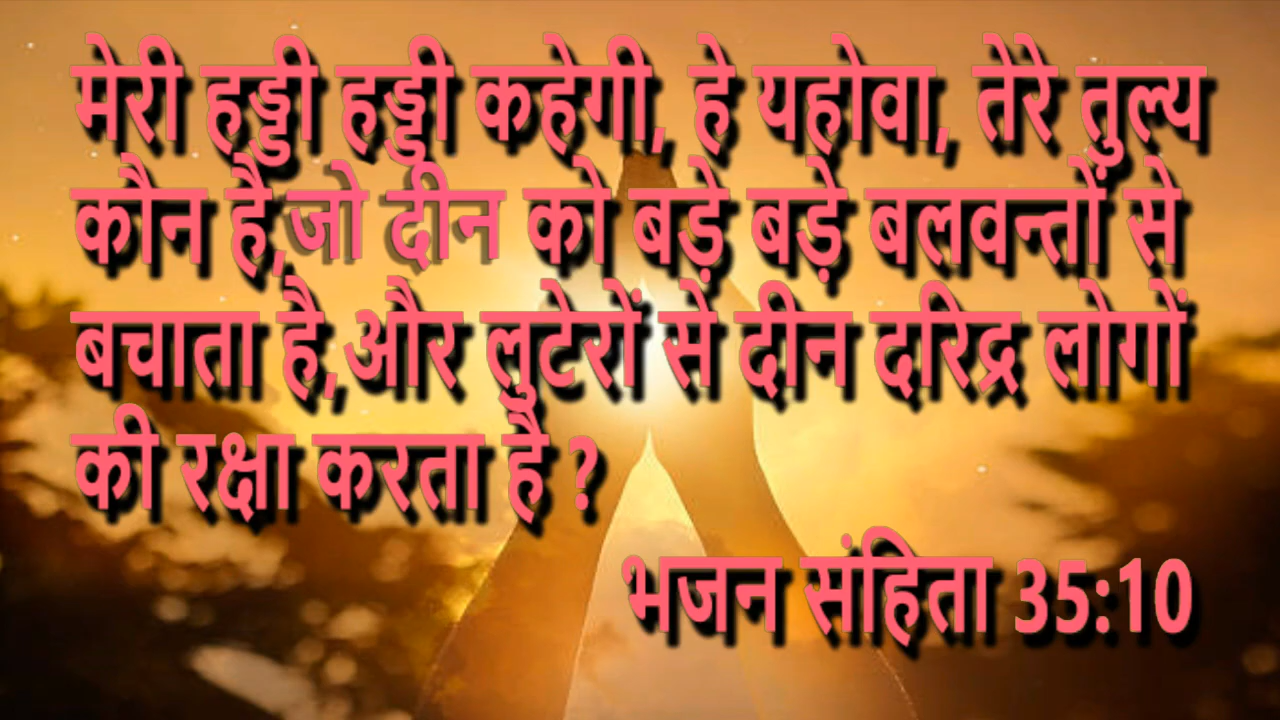 मेरी हड्डी हड्डी कहेगी, हे यहोवा, तेरे तुल्य
कौन है,जो दीन को बड़े बड़े बलवन्तों से
बचाता है,और लुटेरों से दीन दरिद्र लोगों
की रक्षा करता है ?
भजन संहिता 35:10